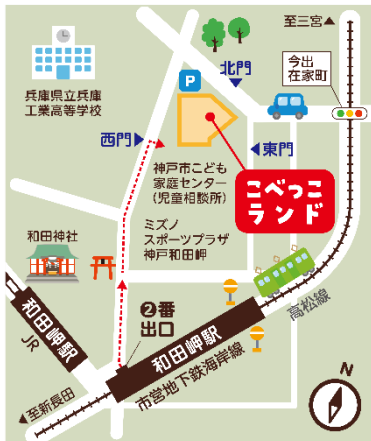 至三宮▲
今出
在家町
北門
P
兵庫県立兵庫
工業高等学校
西門
東門
神戸市こども
家庭センター
(児童相談所)
こべっこ
ランド
ミズノ
スポーツプラザ
神戸和田岬
和田神社
❷番
出口
高松線
和田岬駅
JR
和田岬駅
市営地下鉄海岸線
◀至新長田
N